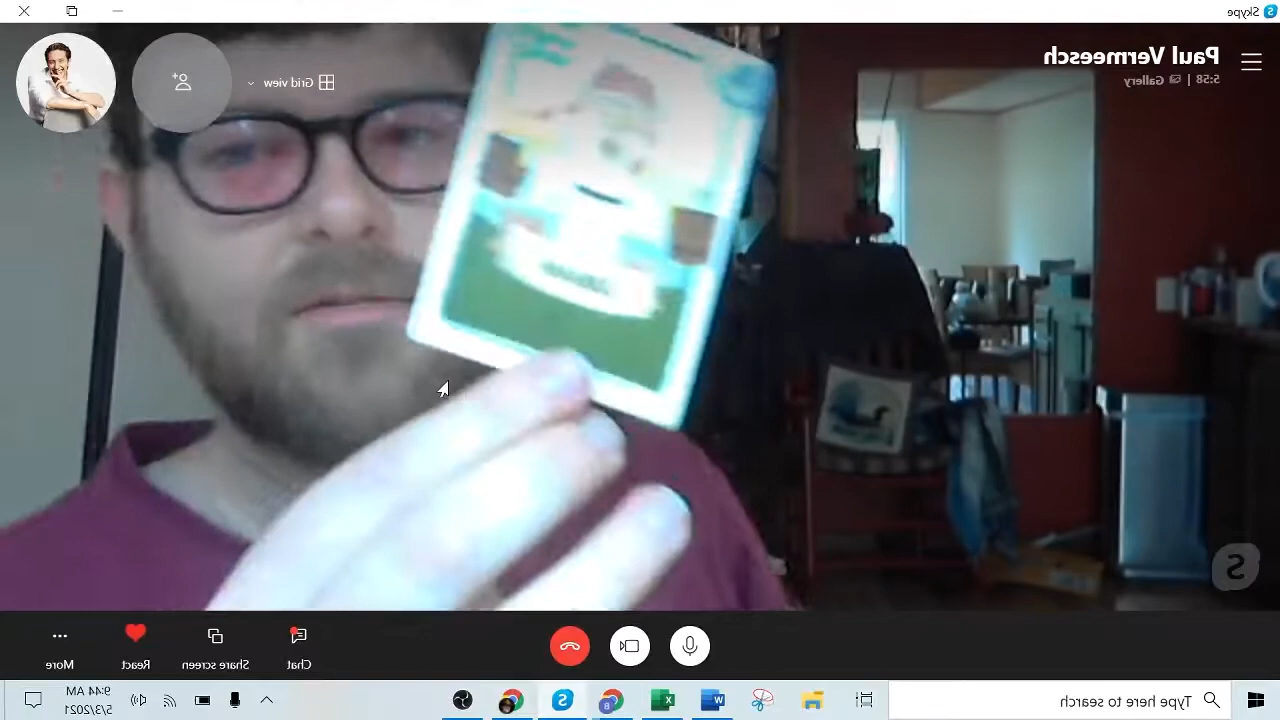 Skype
Paul Vermeesch
5:58 | Gallery
Grid view
S
Chat
Share screen
React
More
Type here to search
9:44 AM
5/3/2021